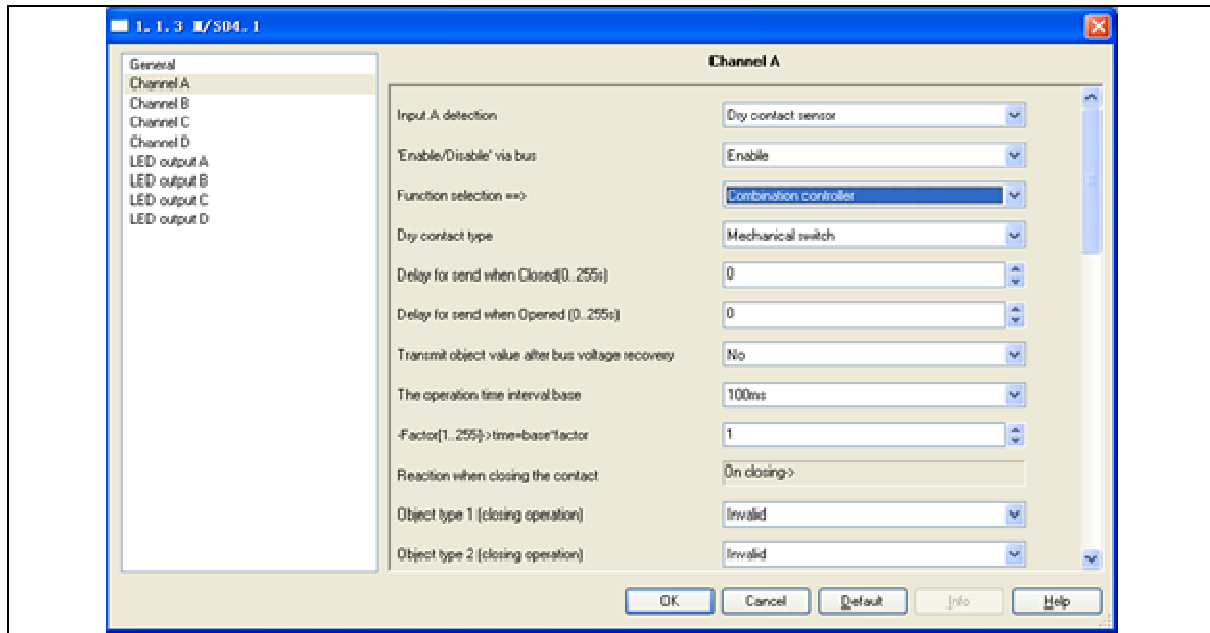 1.1.3 M/S04.1
General
Channel A
Channel B
Channel C
Channel D
LED output A
LED output B
LED output C
LED output D
Channel A
Input A detection
Dry contact sensor
'Enable/Disable' via bus
Enable
Function selection ==>
Combination controller
Dry contact type
Mechanical switch
Delay for send when Closed(0..255s)
0
Delay for send when Opened (0..255s)
0
Transmit object value after bus voltage recovery
No
The operation time interval base
100ms
-Factor[1..255]->time=base*factor
1
Reaction when closing the contact
On closing->
Object type 1:(closing operation)
Invalid
Object type 2:(closing operation)
Invalid
OK
Cancel
Default
Info
Help